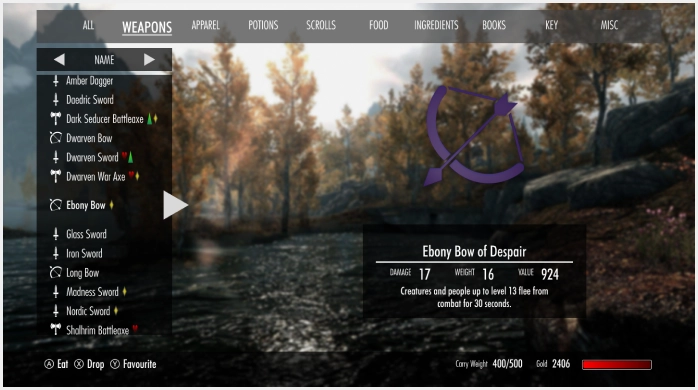 ALL WEAPONS APPAREL POTIONS SCROLLS FOOD INGREDIENTS BOOKS KEY MISC
NAME
Amber Dagger
Daedric Sword
Dark Seducer Battleaxe
Dwarven Bow
Dwarven Sword
Dwarven War Axe
Ebony Bow
Glass Sword
Iron Sword
Long Bow
Madness Sword
Nordic Sword
Shalhrim Battleaxe
Ebony Bow of Despair
DAMAGE 17 WEIGHT 16 VALUE 924
Creatures and people up to level 13 flee from
combat for 30 seconds.
A Eat X Drop Y Favourite
Carry Weight 400/500 Gold 2406